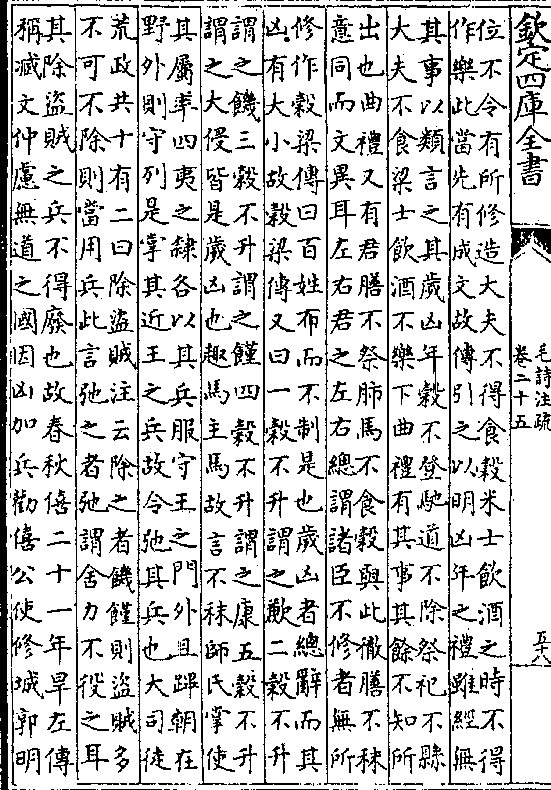 欽定四庫全書
毛詩注疏
卷二十五
五十八
位不令有所修造大夫不得食穀米士飲酒之時不得
作樂此當先有成文故傳引之以明凶年之禮雖經無
其事以類言之其歲凶年穀不登馳道不除祭祀不縣
大夫不食梁士飲酒不樂下曲禮有其事其餘不知所
出也曲禮又有君膳不祭肺馬不食穀與此徹膳不秣
意同而文異耳左右君之左右總謂諸臣不修者無所
修作穀梁傳曰百姓布而不制是也歲凶者總辭而其
凶有大小故穀梁傳又曰一穀不升謂之歉二穀不升
謂之饑三穀不升謂之饉四穀不升謂之康五穀不升
謂之大侵皆是歲凶也趣馬主馬故言不秣師氏掌使
其屬率四夷之隸各以其兵服守王之門外且蹕朝在
野外則守列是掌其近王之兵故令弛其兵也大司徒
荒政共十有二曰除盜賊注云除之者饑饉則盜賊多
不可不除則當用兵此言弛之者弛謂舍力不役之耳
其除盜賊之兵不得廢也故春秋僖二十一年旱左傳
稱臧文仲慮無道之國因凶加兵勸僖公使修城郭明